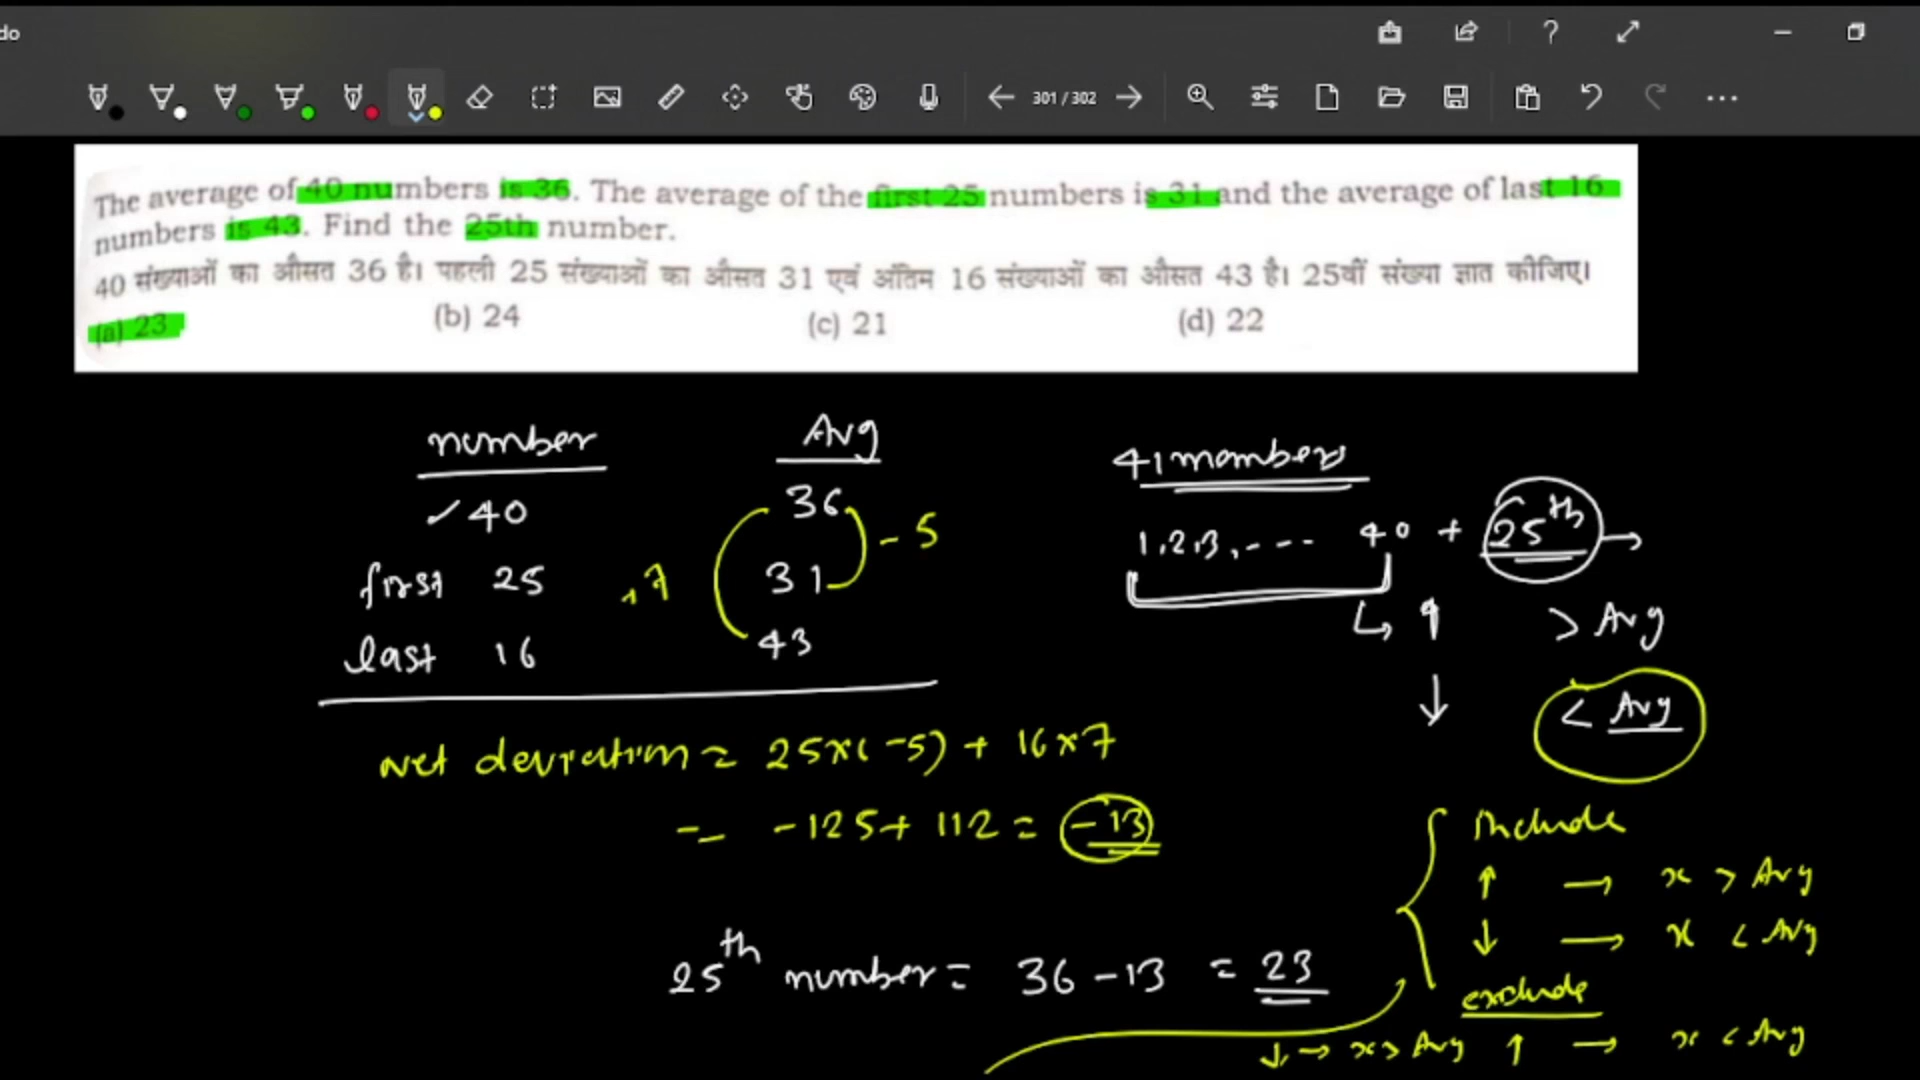 do
301 / 302
The average of 40 numbers is 36. The average of the first 25 numbers is 31 and the average of last 16
numbers is 43. Find the 25th number.
40 संख्याओं का औसत 36 है। पहली 25 संख्याओं का औसत 31 एवं अंतिम 16 संख्याओं का औसत 43 है। 25वीं संख्या ज्ञात कीजिए।
(a) 23 (b) 24 (c) 21 (d) 22
number Avg
✓40 36
first 25 31 - 5
last 16 +7 43
41 mambers
1,2,3,---- 40 + 25th →
↳ ↑ > Avg
↓ < Avg
net deviation = 25x(-5) + 16x7
= -125+ 112 = -13
25th number = 36 -13 = 23
include
↑ → x > Avg
↓ → x < Avg
exclude
↓ → x > Avg ↑ → x < Avg